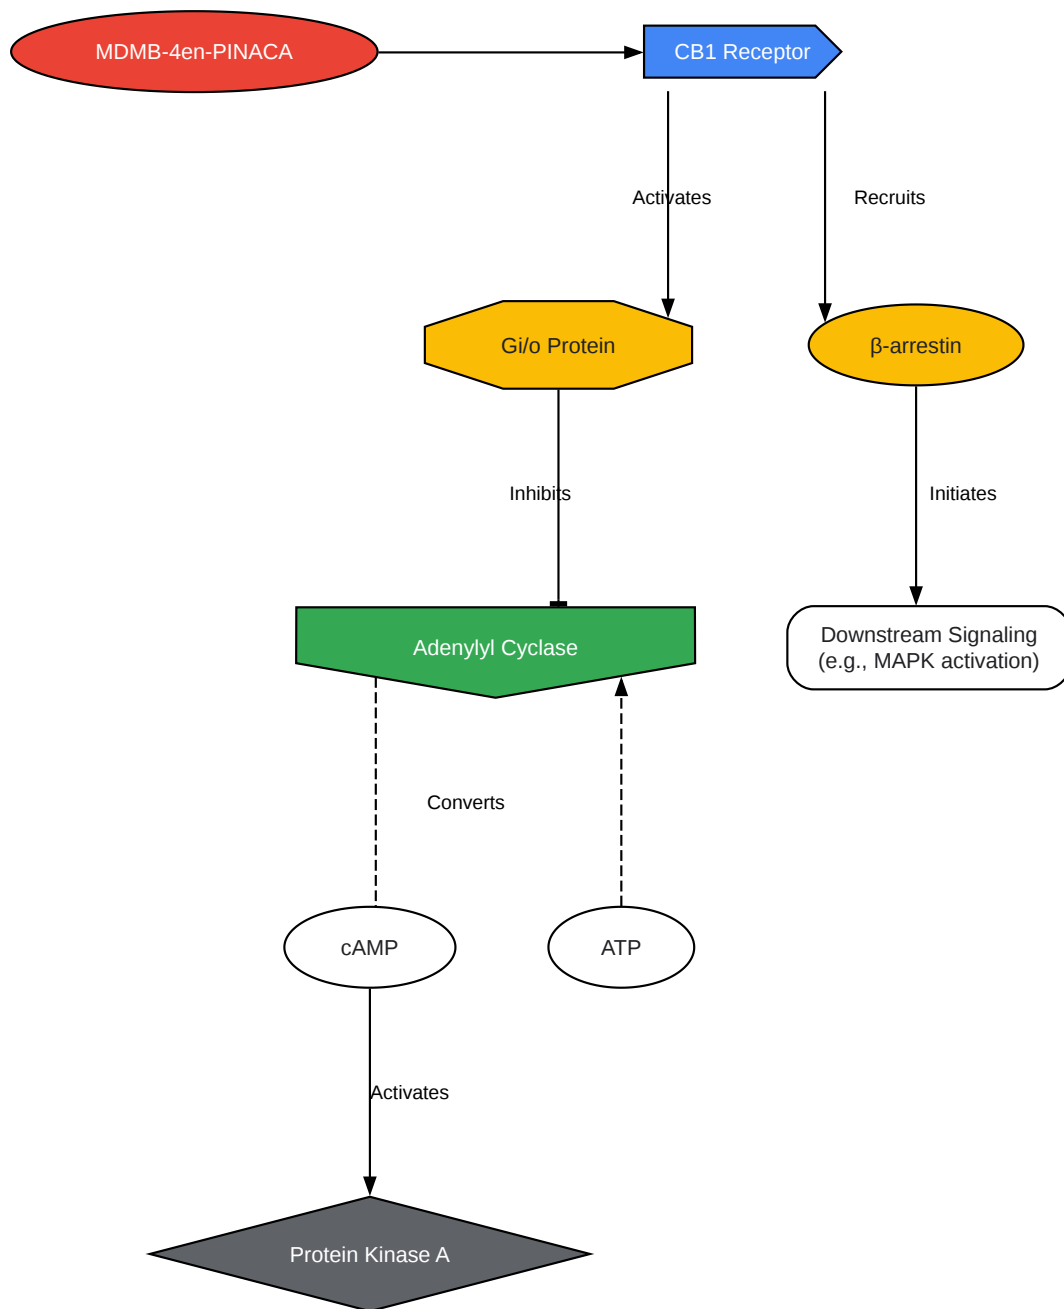 MDMB-4en-PINACA
CB1 Receptor
Activates
Recruits
Gi/o Protein
β-arrestin
Inhibits
Initiates
Adenylyl Cyclase
Downstream Signaling
(e.g., MAPK activation)
Converts
cAMP
ATP
Activates
Protein Kinase A